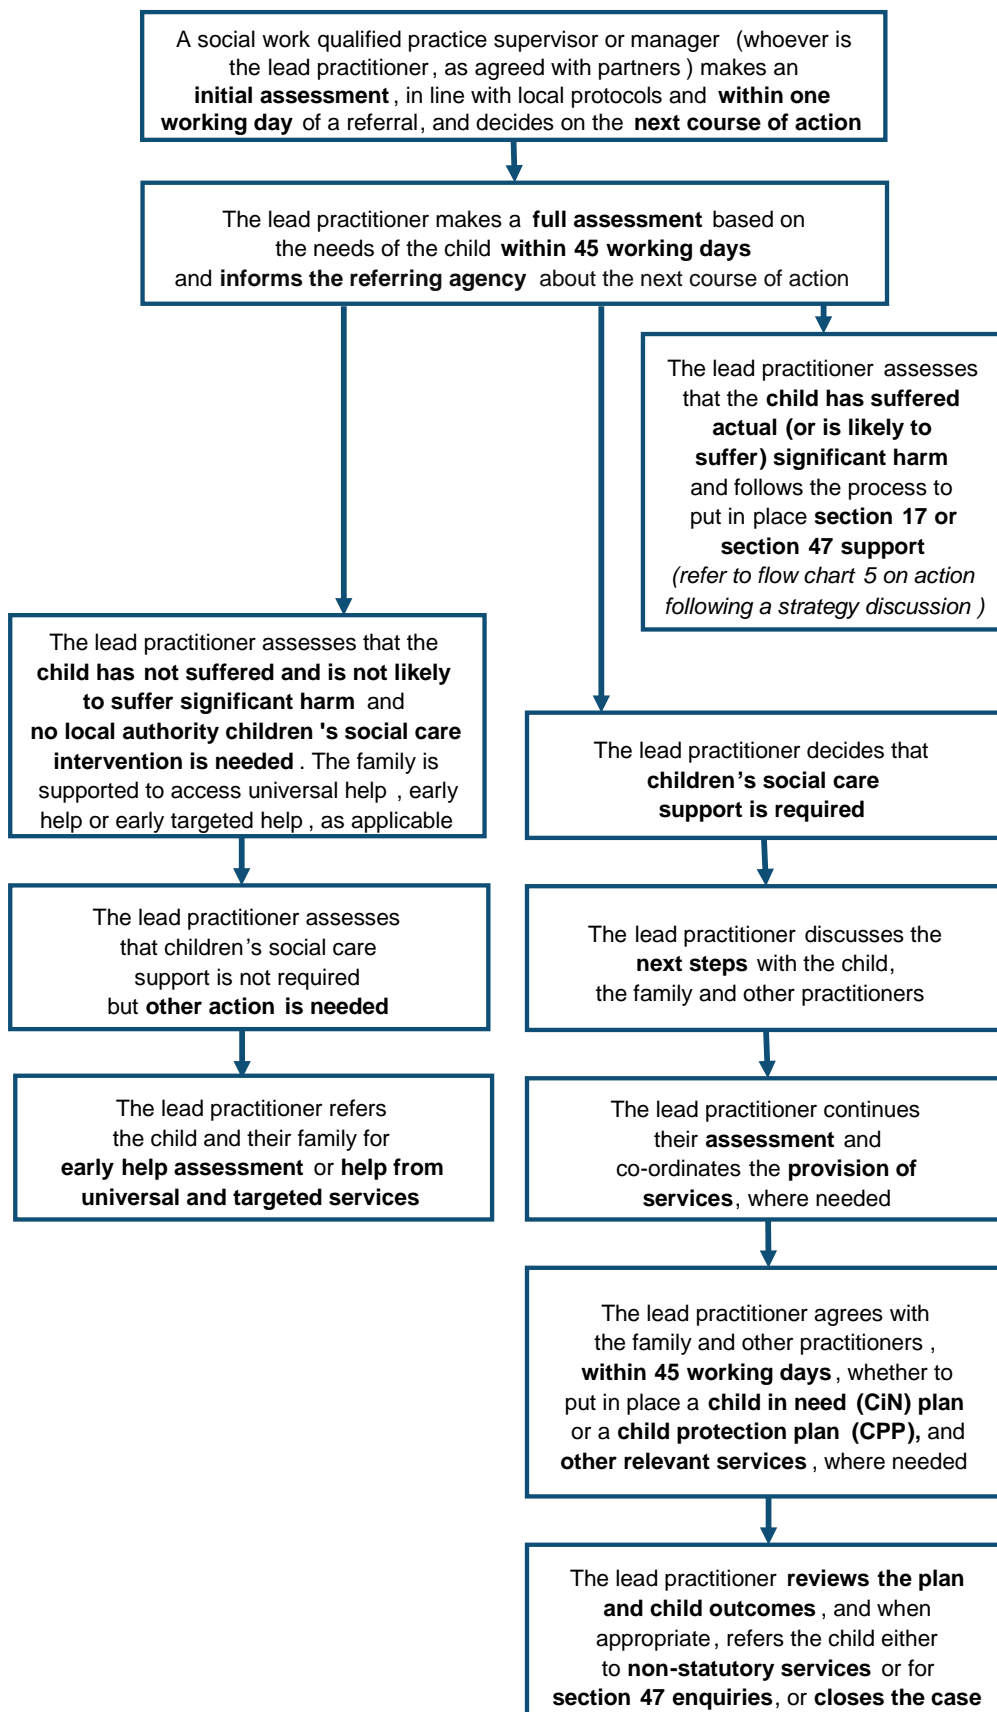 A social work qualified practice supervisor or manager (whoever is
the lead practitioner, as agreed with partners) makes an
initial assessment, in line with local protocols and within one
working day of a referral, and decides on the next course of action
The lead practitioner makes a full assessment based on
the needs of the child within 45 working days
and informs the referring agency about the next course of action
The lead practitioner assesses
that the child has suffered
actual (or is likely to
suffer) significant harm
and follows the process to
put in place section 17 or
section 47 support
(refer to flow chart 5 on action
following a strategy discussion)
The lead practitioner assesses that the
child has not suffered and is not likely
to suffer significant harm and
no local authority children's social care
intervention is needed. The family is
supported to access universal help, early
help or early targeted help, as applicable
The lead practitioner decides that
children’s social care
support is required
The lead practitioner assesses
that children’s social care
support is not required
but other action is needed
The lead practitioner discusses the
next steps with the child,
the family and other practitioners
The lead practitioner refers
the child and their family for
early help assessment or help from
universal and targeted services
The lead practitioner continues
their assessment and
co-ordinates the provision of
services, where needed
The lead practitioner agrees with
the family and other practitioners,
within 45 working days, whether to
put in place a child in need (CiN) plan
or a child protection plan (CPP), and
other relevant services, where needed
The lead practitioner reviews the plan
and child outcomes, and when
appropriate, refers the child either
to non-statutory services or for
section 47 enquiries, or closes the case